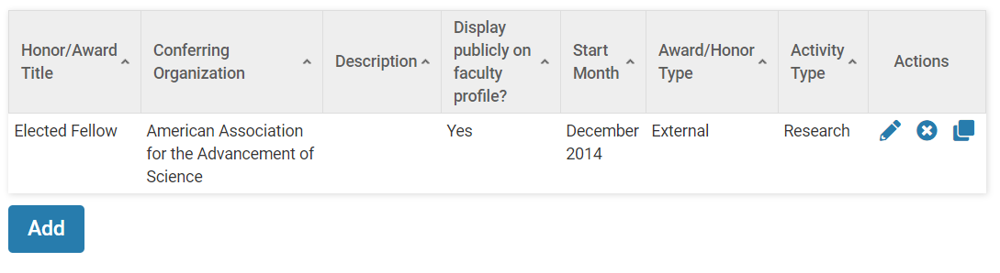 Honor/Award Title
Conferring Organization
Description
Display publicly on faculty profile?
Start Month
Award/Honor Type
Activity Type
Actions
Elected Fellow
American Association for the Advancement of Science
Yes
December 2014
External
Research
Add